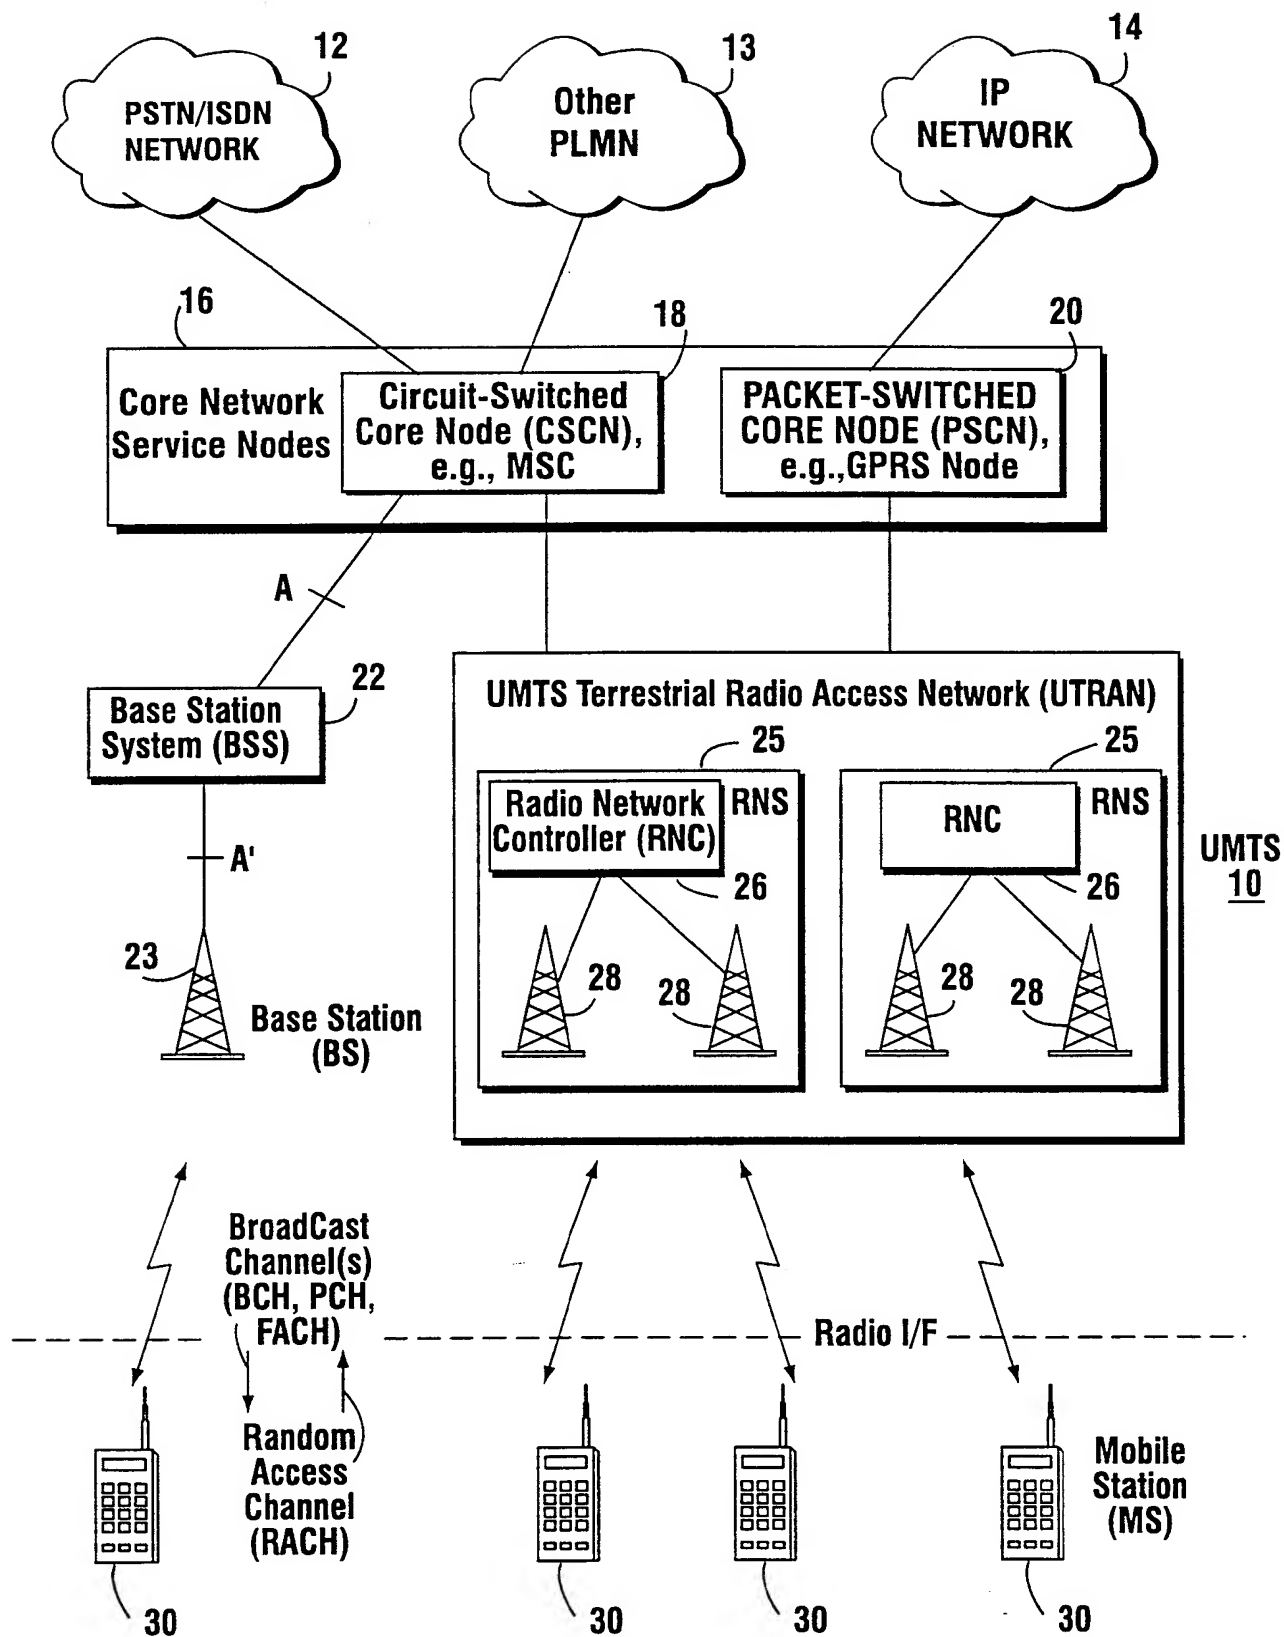 12
13
14
PSTN/ISDN
NETWORK
Other
PLMN
IP
NETWORK
16
18
20
Core Network
Service Nodes
Circuit-Switched
Core Node (CSCN),
e.g., MSC
PACKET-SWITCHED
CORE NODE (PSCN),
e.g.,GPRS Node
A
22
Base Station
System (BSS)
UMTS Terrestrial Radio Access Network (UTRAN)
25
25
Radio Network
Controller (RNC)
RNS
RNC
RNS
A'
26
26
UMTS
10
23
28
28
28
28
Base Station
(BS)
BroadCast
Channel(s)
(BCH, PCH,
FACH)
Radio I/F
Random
Access
Channel
(RACH)
Mobile
Station
(MS)
30
30
30
30